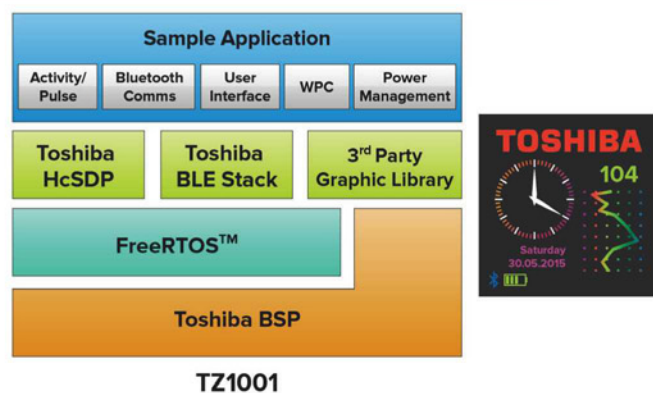 Sample Application
Activity/
Pulse
Bluetooth
Comms
User
Interface
WPC
Power
Management
Toshiba
HcSDP
Toshiba
BLE Stack
3rd Party
Graphic Library
FreeRTOS™
Toshiba BSP
TZ1001
TOSHIBA
104
Saturday
30.05.2015